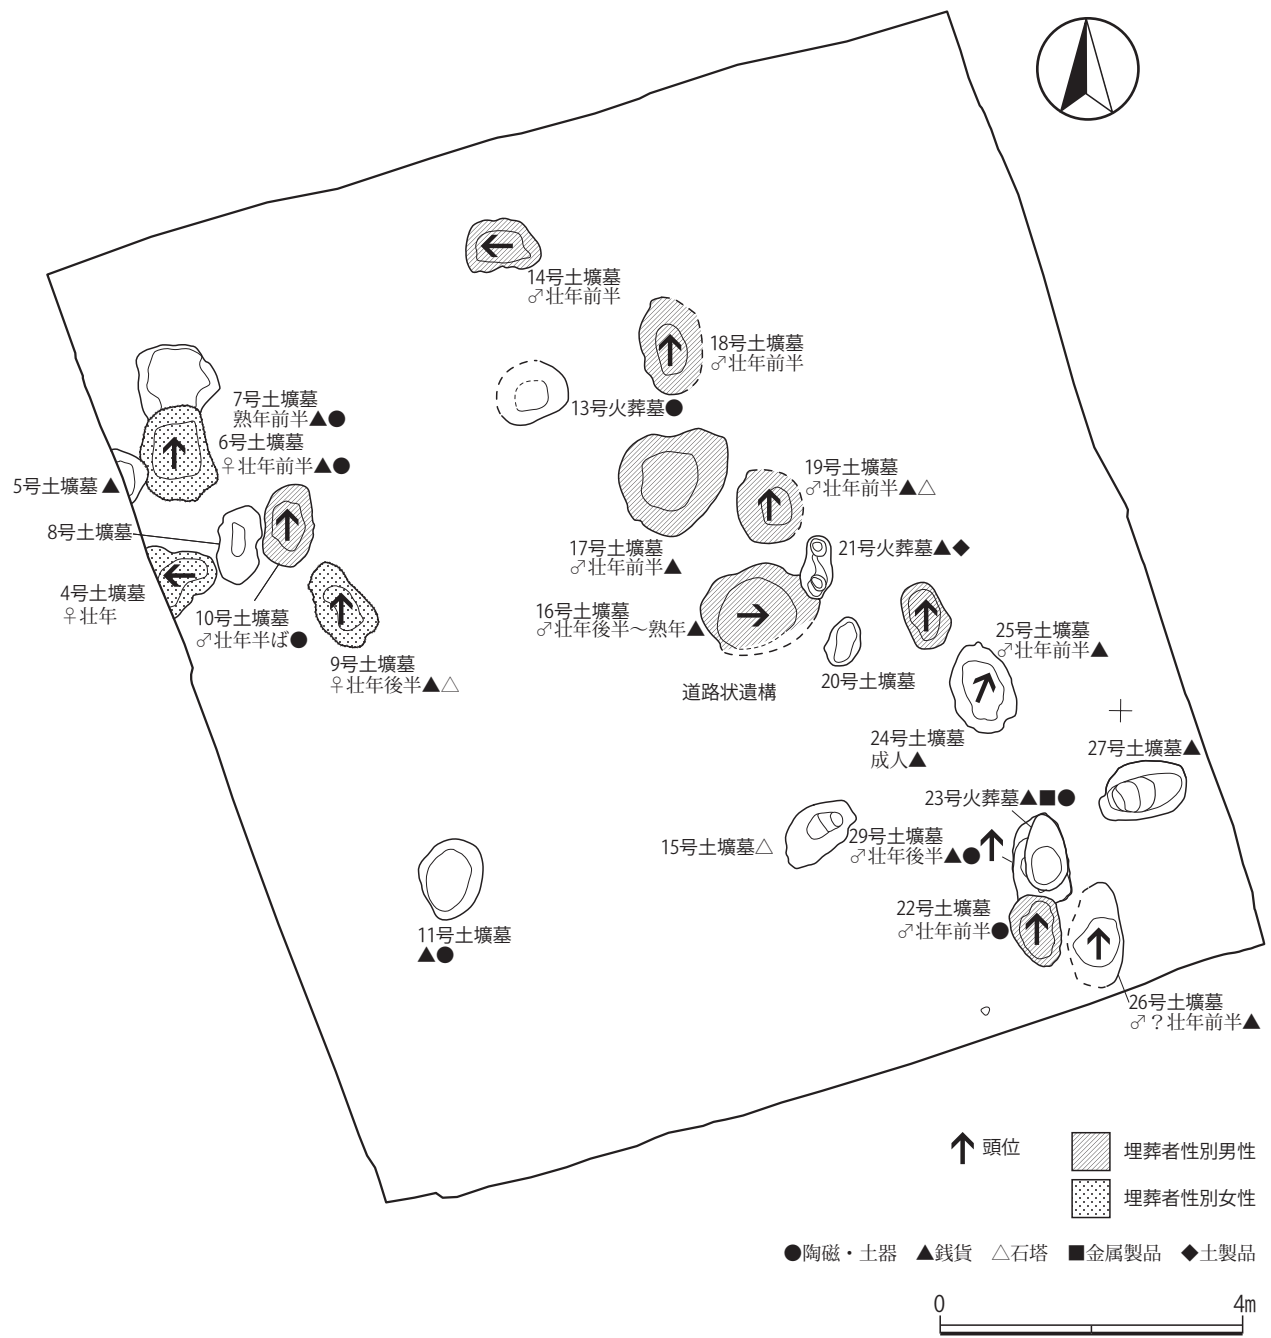 14号土壙墓
♂壮年前半
18号土壙墓
♂壮年前半
7号土壙墓
熟年前半▲●
13号火葬墓●
6号土壙墓
♀壮年前半▲●
5号土壙墓▲
19号土壙墓
♂壮年前半▲△
8号土壙墓
17号土壙墓
♂壮年前半▲
21号火葬墓▲◆
4号土壙墓
♀壮年
10号土壙墓
♂壮年半ば●
16号土壙墓
♂壮年後半～熟年▲
9号土壙墓
♀壮年後半▲△
25号土壙墓
♂壮年前半▲
20号土壙墓
道路状遺構
24号土壙墓
成人▲
27号土壙墓▲
23号火葬墓▲■●
15号土壙墓△
29号土壙墓
♂壮年後半▲●
22号土壙墓
♂壮年前半●
11号土壙墓
▲●
26号土壙墓
♂？壮年前半▲
頭位
埋葬者性別男性
埋葬者性別女性
●陶磁・土器 ▲銭貨 △石塔 ■金属製品 ◆土製品
0 4m